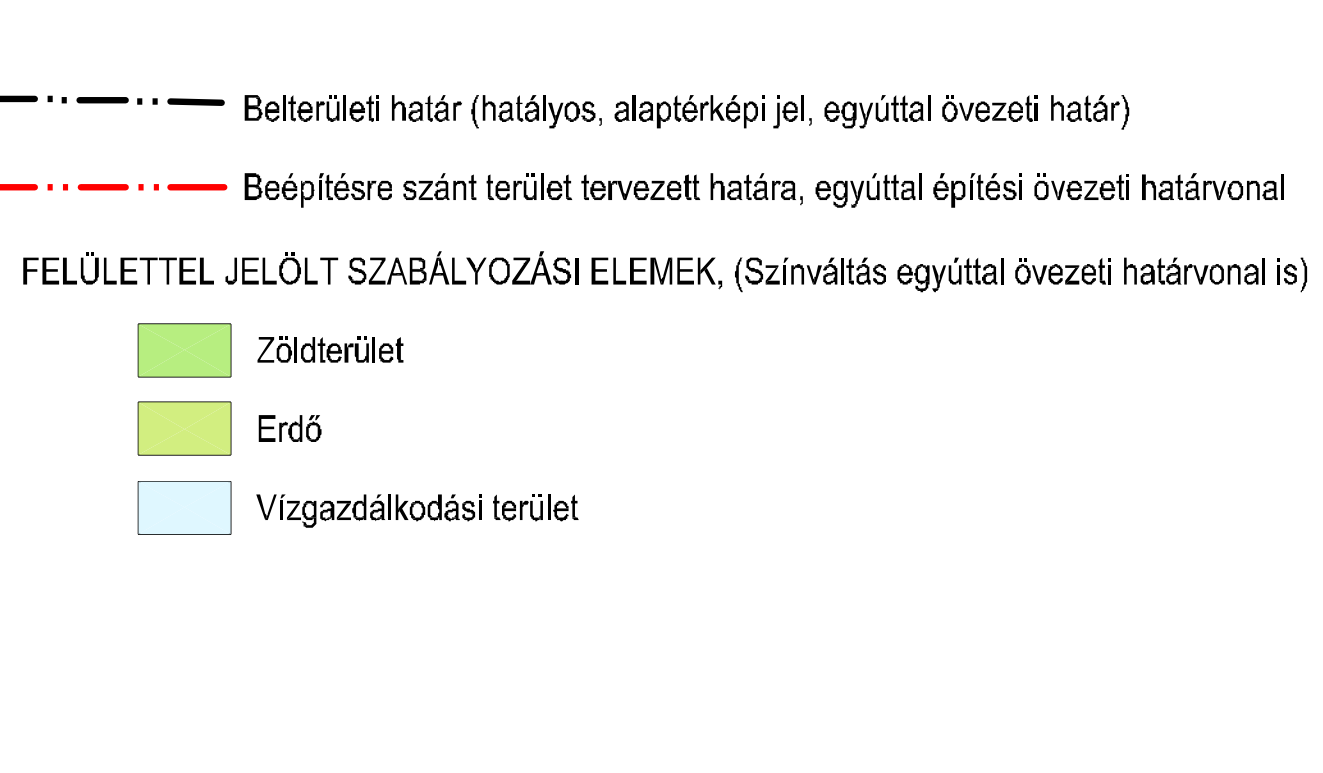 Belterületi határ (hatályos, alaptérképi jel, egyúttal övezeti határ)
Beépítésre szánt terület tervezett határa, egyúttal építési övezeti határvonal
FELÜLETTEL JELÖLT SZABÁLYOZÁSI ELEMEK, (Színváltás egyúttal övezeti határvonal is)
Zöldterület
Erdő
Vízgazdálkodási terület